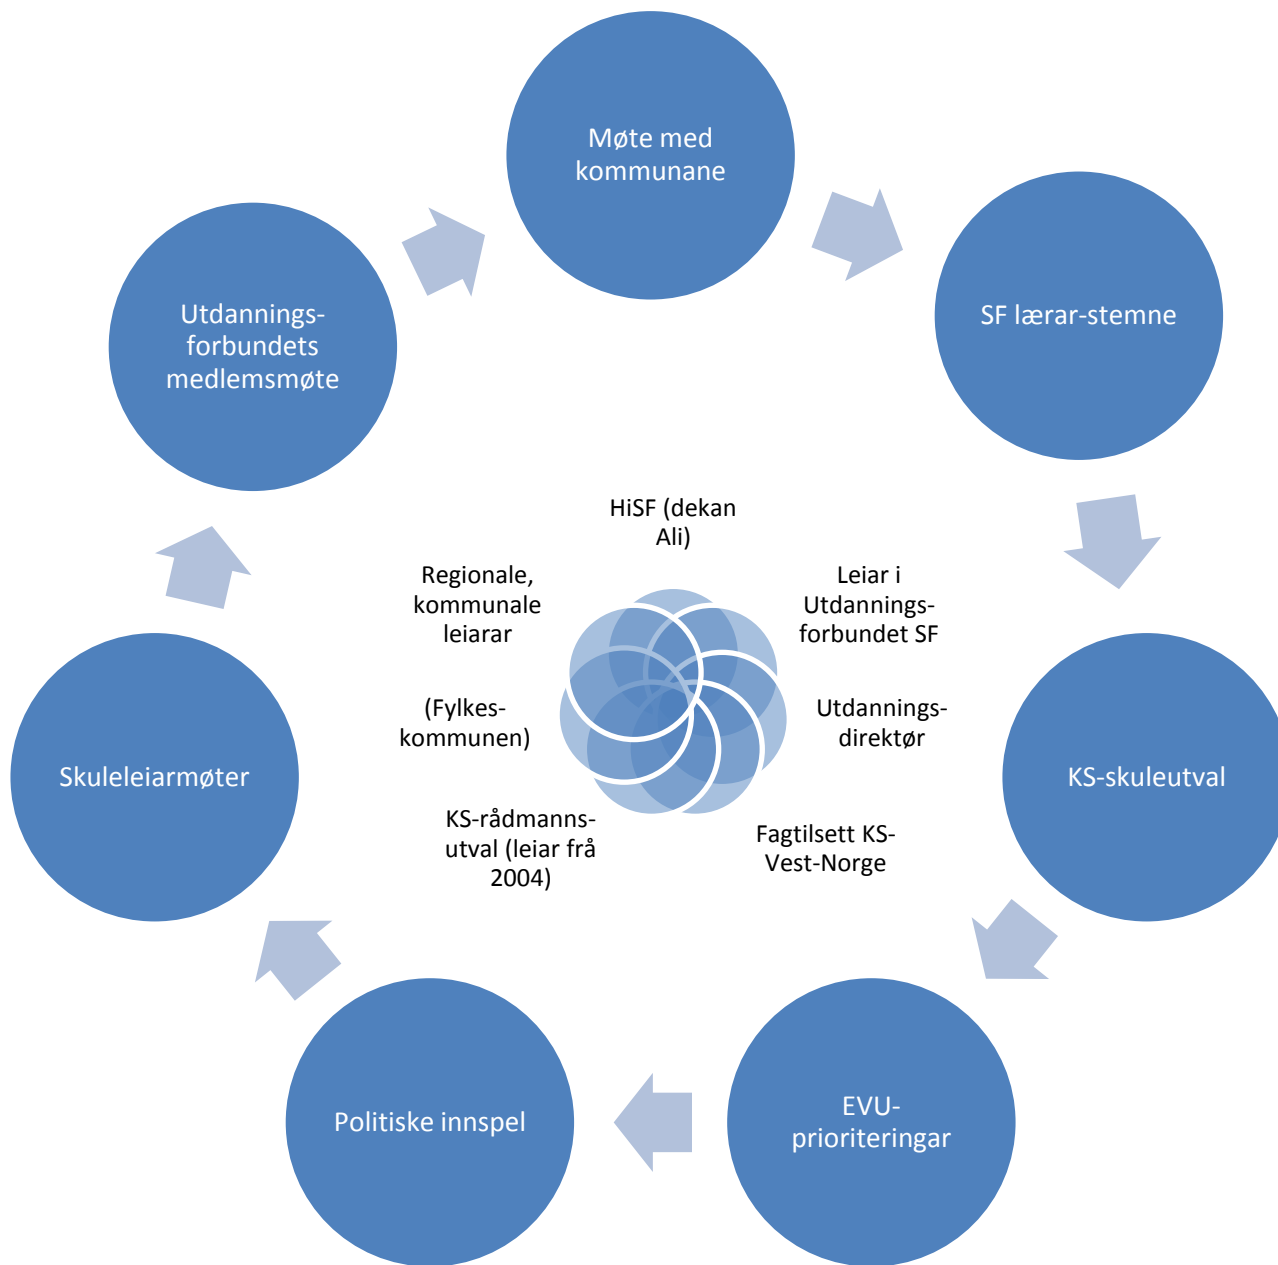 Møte med
kommunane
SF lærar-stemne
KS-skuleutval
EVU-
prioriteringar
Politiske innspel
Skuleleiarmøter
Utdannings-
forbundets
medlemsmøte
HiSF (dekan
Ali)
Leiar i
Utdannings-
forbundet SF
Utdannings-
direktør
Fagtilsett KS-
Vest-Norge
KS-rådmanns-
utval (leiar frå
2004)
(Fylkes-
kommunen)
Regionale,
kommunale
leiarar